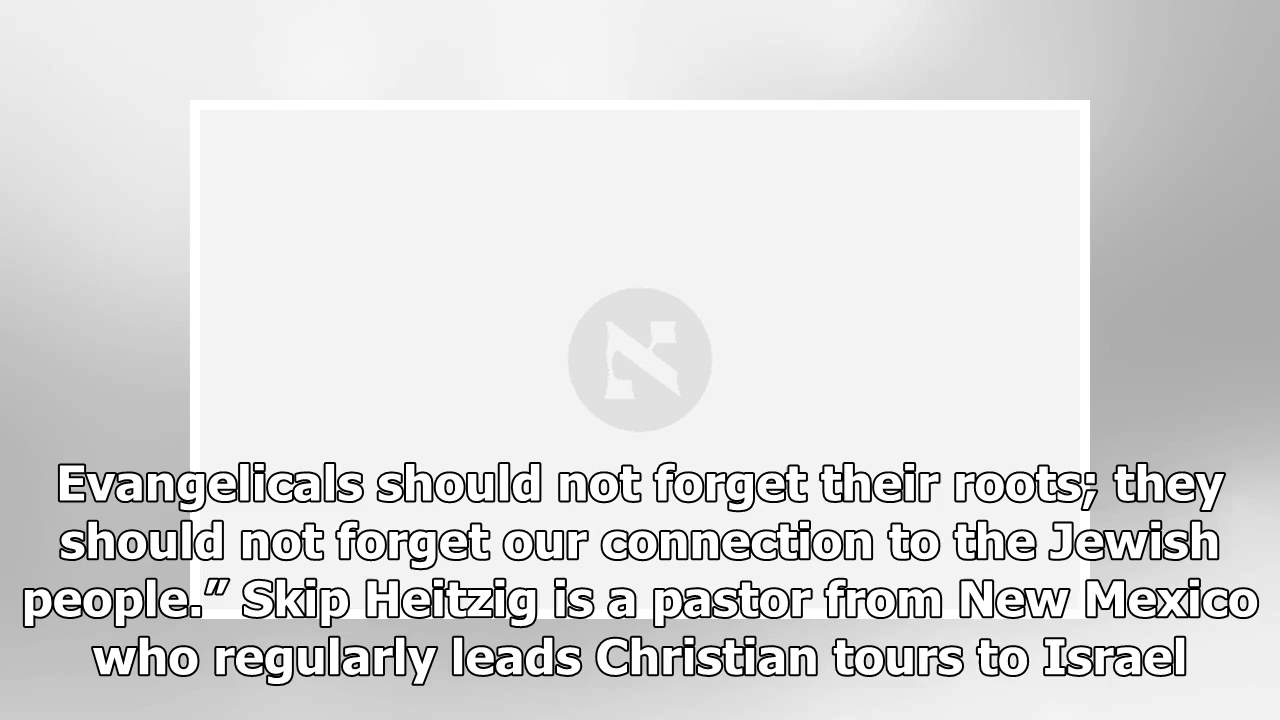 א
Evangelicals should not forget their roots; they
should not forget our connection to the Jewish
people.” Skip Heitzig is a pastor from New Mexico
who regularly leads Christian tours to Israel